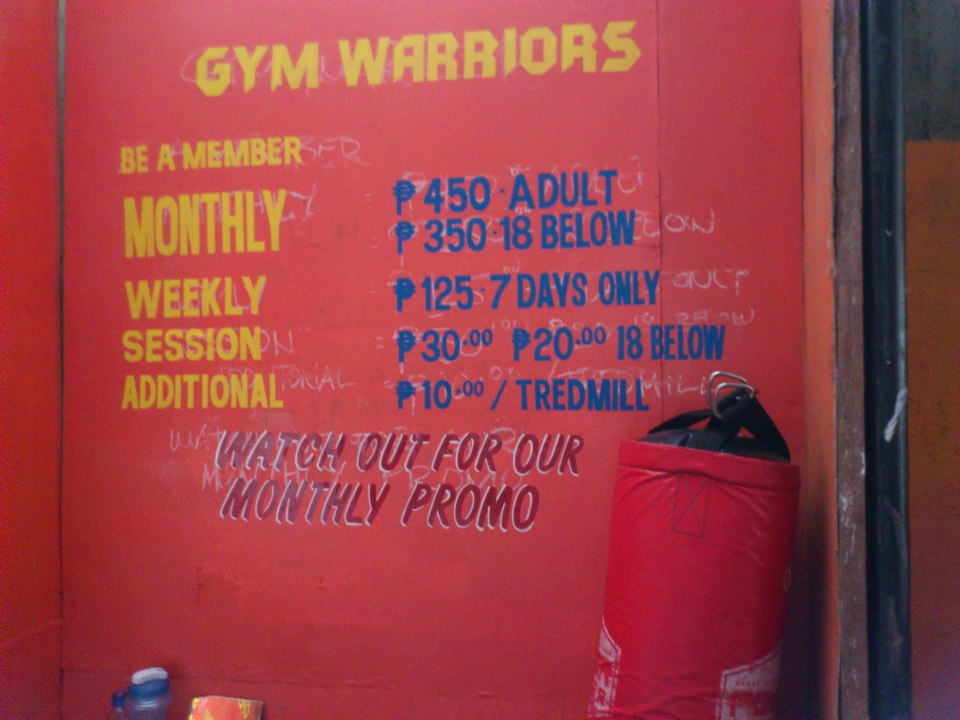 GYM WARRIORS
BE A MEMBER
MONTHLY ₱ 450 · ADULT
₱ 350 · 18 BELOW
WEEKLY ₱ 125 · 7 DAYS ONLY
SESSION ₱ 30.00 ₱ 20.00 18 BELOW
ADDITIONAL ₱ 10.00 / TREDMILL
WATCH OUT FOR OUR
MONTHLY PROMO